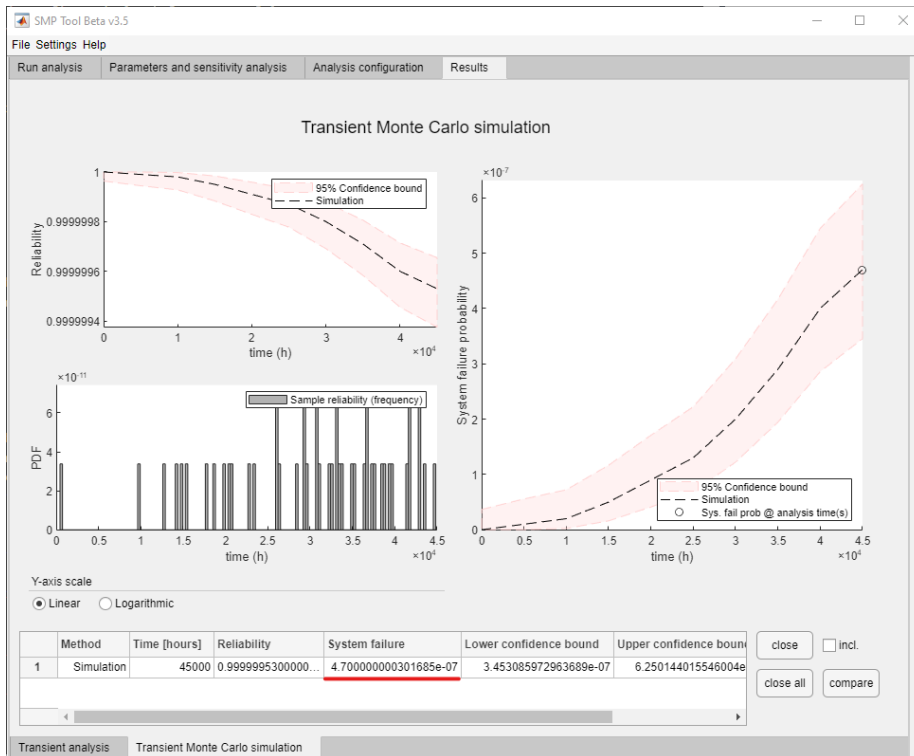 SMP Tool Beta v3.5
File Settings Help
Run analysis Parameters and sensitivity analysis Analysis configuration Results
Transient Monte Carlo simulation
1
0.9999998
0.9999996
0.9999994
Reliability
95% Confidence bound
Simulation
0 1 2 3 4
time (h)
×10⁴
×10⁻¹¹
6
4
2
0
PDF
Sample reliability (frequency)
0 0.5 1 1.5 2 2.5 3 3.5 4 4.5
time (h)
×10⁴
×10⁻⁷
6
5
4
3
2
1
0
System failure probability
95% Confidence bound
Simulation
Sys. fail prob @ analysis time(s)
0 0.5 1 1.5 2 2.5 3 3.5 4 4.5
time (h)
×10⁴
Y-axis scale
Linear Logarithmic
Method Time [hours] Reliability System failure Lower confidence bound Upper confidence bound
1 Simulation 45000 0.9999995300000... 4.700000000301685e-07 3.453085972963689e-07 6.250144015546004e
close incl.
close all compare
Transient analysis Transient Monte Carlo simulation